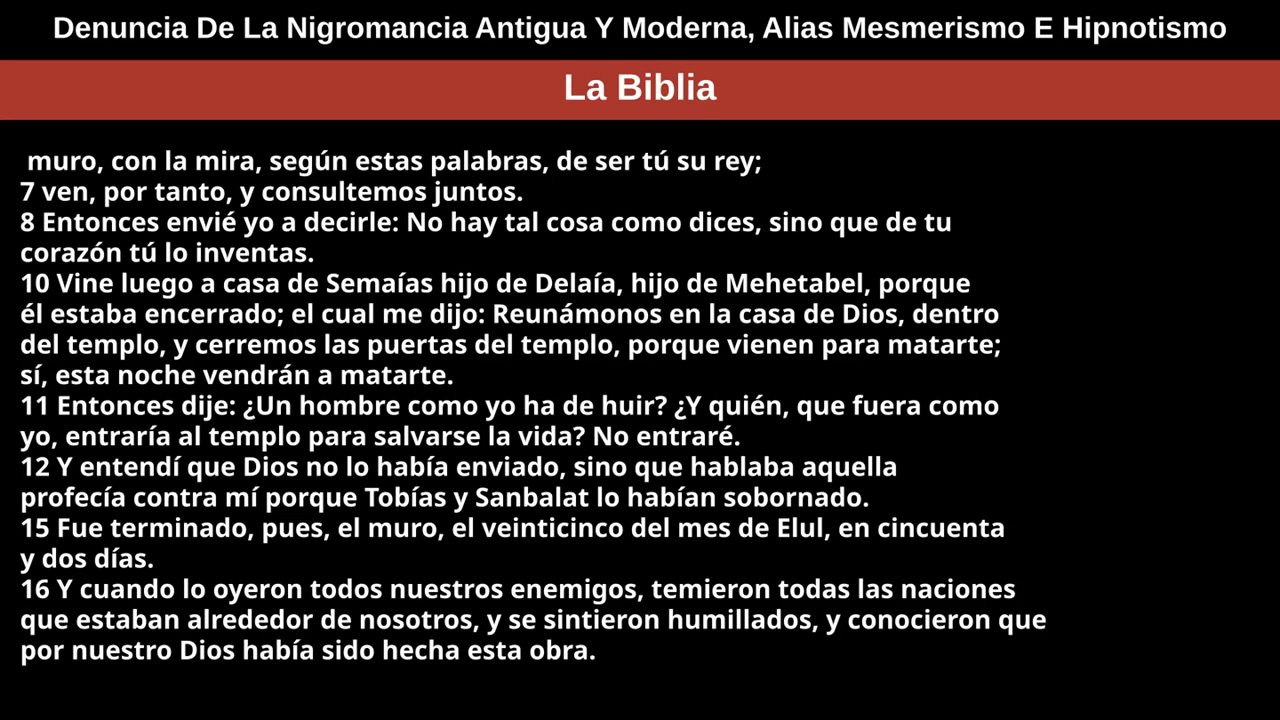 Denuncia De La Nigromancia Antigua Y Moderna, Alias Mesmerismo E Hipnotismo
La Biblia
muro, con la mira, según estas palabras, de ser tú su rey;
7 ven, por tanto, y consultemos juntos.
8 Entonces envié yo a decirle: No hay tal cosa como dices, sino que de tu
corazón tú lo inventas.
10 Vine luego a casa de Semaías hijo de Delaía, hijo de Mehetabel, porque
él estaba encerrado; el cual me dijo: Reunámonos en la casa de Dios, dentro
del templo, y cerremos las puertas del templo, porque vienen para matarte;
sí, esta noche vendrán a matarte.
11 Entonces dije: ¿Un hombre como yo ha de huir? ¿Y quién, que fuera como
yo, entraría al templo para salvarse la vida? No entraré.
12 Y entendí que Dios no lo había enviado, sino que hablaba aquella
profecía contra mí porque Tobías y Sanbalat lo habían sobornado.
15 Fue terminado, pues, el muro, el veinticinco del mes de Elul, en cincuenta
y dos días.
16 Y cuando lo oyeron todos nuestros enemigos, temieron todas las naciones
que estaban alrededor de nosotros, y se sintieron humillados, y conocieron que
por nuestro Dios había sido hecha esta obra.